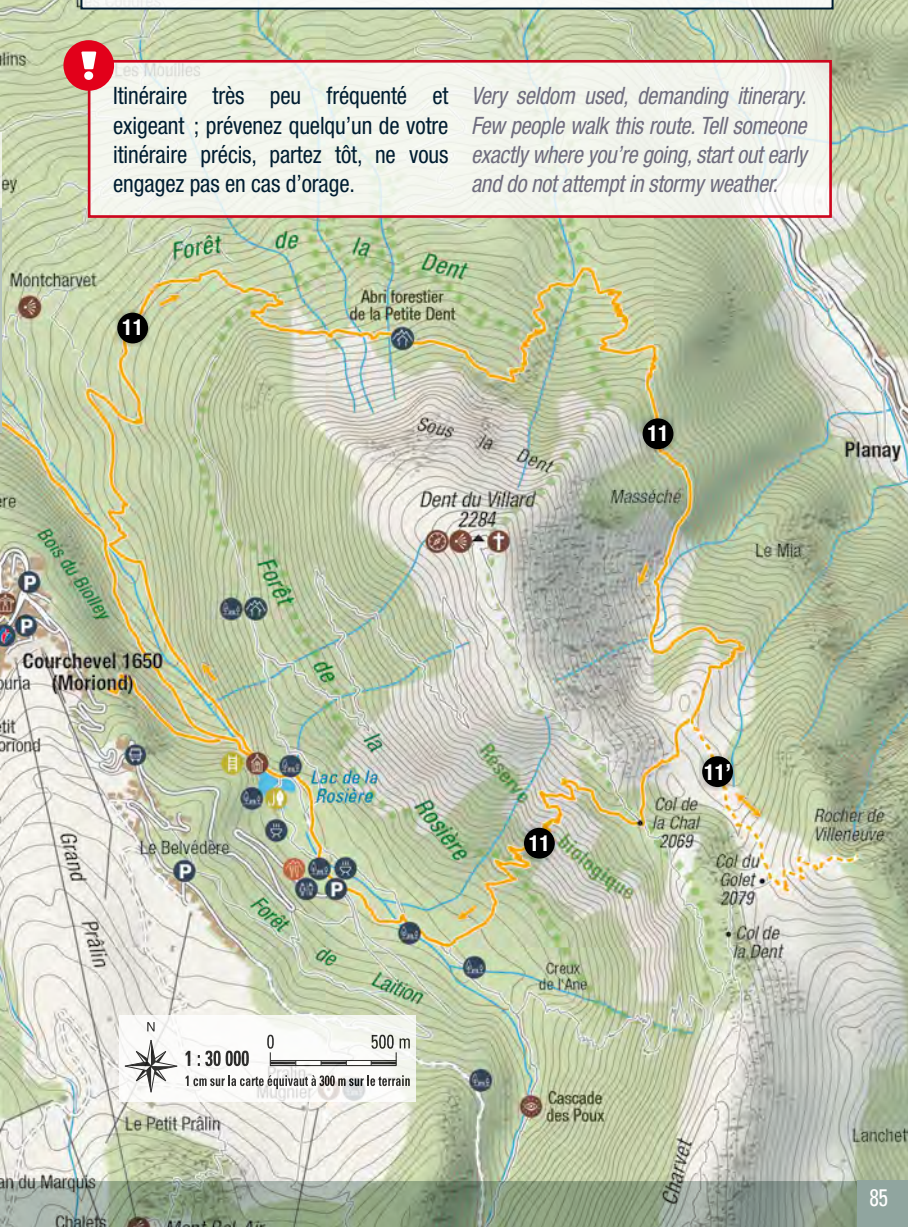 Les Mouilles
Itinéraire très peu fréquenté et
exigeant ; prévenez quelqu'un de votre
itinéraire précis, partez tôt, ne vous
engagez pas en cas d'orage.
Very seldom used, demanding itinerary.
Few people walk this route. Tell someone
exactly where you're going, start out early
and do not attempt in stormy weather.
Forêt de la Dent
Montcharvet
11
Abri forestier
de la Petite Dent
11
Sous la Dent
Planay
Dent du Villard
2284
Masséché
Le Mia
Bois du Biolley
P
P
Forêt de la Rosière
Courchevel 1650
(Moriond)
Lac de la
Rosière
Réserve
biologique
11'
Col de
la Chal
2069
Rocher de
Villeneuve
11
Le Belvédère
P
Grand
Prâlin
P
Col du
Golet
2079
Col de
la Dent
Forêt
de
Laition
Creux
de l'Ane
N
0 500 m
1 : 30 000
1 cm sur la carte équivaut à 300 m sur le terrain
Cascade
des Poux
Le Petit Prâlin
Charvet
Lanchet
an du Marquis
85
Chalets
Mont Bel-Air